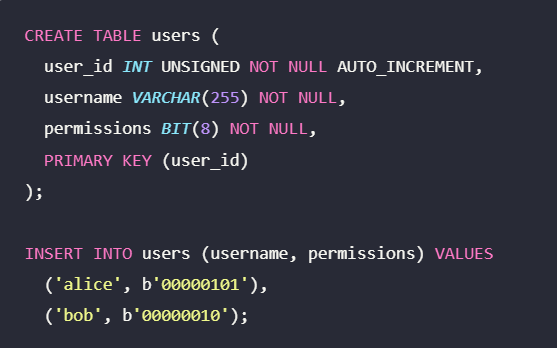 CREATE TABLE users (
  user_id INT UNSIGNED NOT NULL AUTO_INCREMENT,
  username VARCHAR(255) NOT NULL,
  permissions BIT(8) NOT NULL,
  PRIMARY KEY (user_id)
);

INSERT INTO users (username, permissions) VALUES
  ('alice', b'00000101'),
  ('bob', b'00000010');